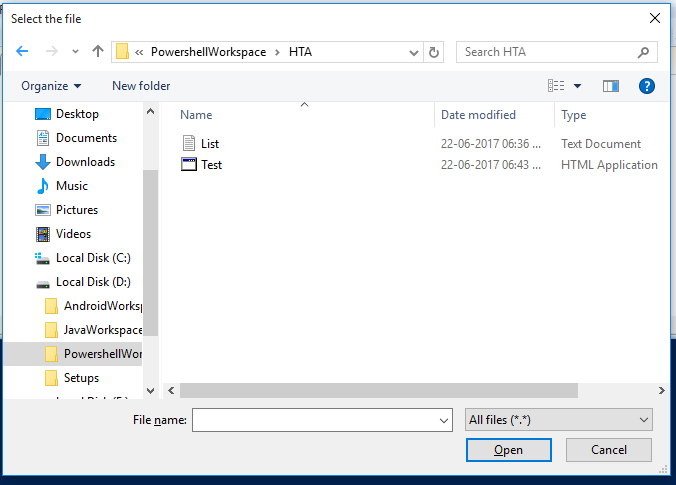 Select the file
« PowershellWorkspace > HTA
Search HTA
Organize
New folder
Name
Date modified
Type
List
22-06-2017 06:36 ...
Text Document
Test
22-06-2017 06:43 ...
HTML Application
Desktop
Documents
Downloads
Music
Pictures
Videos
Local Disk (C:)
Local Disk (D:)
AndroidWorksp
JavaWorkspace
PowershellWor
Setups
File name:
All files (*.*)
Open
Cancel